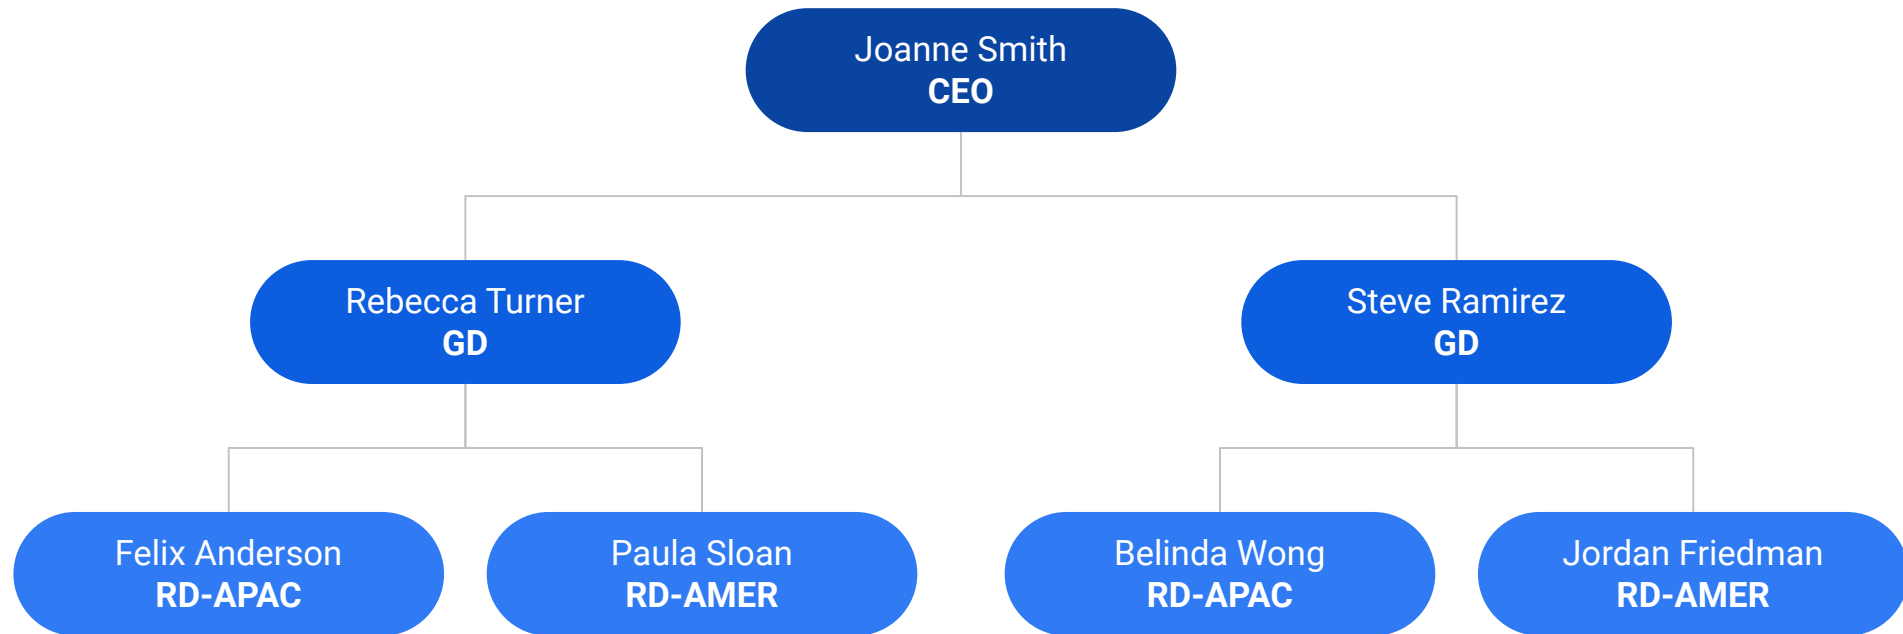 Joanne Smith
CEO
Rebecca Turner
GD
Steve Ramirez
GD
Felix Anderson
RD-APAC
Paula Sloan
RD-AMER
Belinda Wong
RD-APAC
Jordan Friedman
RD-AMER